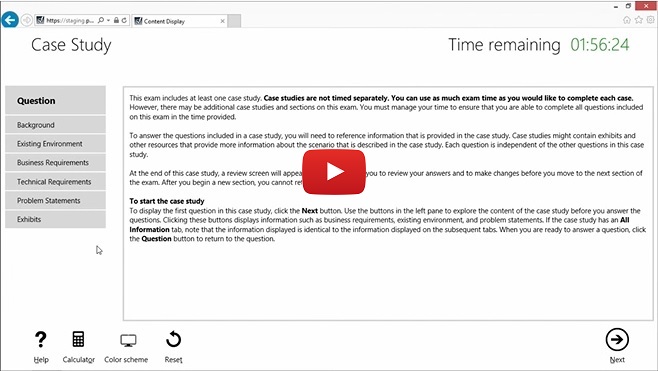 https://staging.p...
Content Display
Case Study
Time remaining 01:56:24
Question
Background
Existing Environment
Business Requirements
Technical Requirements
Problem Statements
Exhibits
This exam includes at least one case study. Case studies are not timed separately. You can use as much exam time as you would like to complete each case.
However, there may be additional case studies and sections on this exam. You must manage your time to ensure that you are able to complete all questions included
on this exam in the time provided.
To answer the questions included in a case study, you will need to reference information that is provided in the case study. Case studies might contain exhibits and
other resources that provide more information about the scenario that is described in the case study. Each question is independent of the other questions in this case
study.
At the end of this case study, a review screen will appear you to review your answers and to make changes before you move to the next section of
the exam. After you begin a new section, you cannot
To start the case study
To display the first question in this case study, click the Next button. Use the buttons in the left pane to explore the content of the case study before you answer the
questions. Clicking these buttons displays information such as business requirements, existing environment, and problem statements. If the case study has an All
Information tab, note that the information displayed is identical to the information displayed on the subsequent tabs. When you are ready to answer a question, click
the Question button to return to the question.
Help
Calculator
Color scheme
Reset
Next